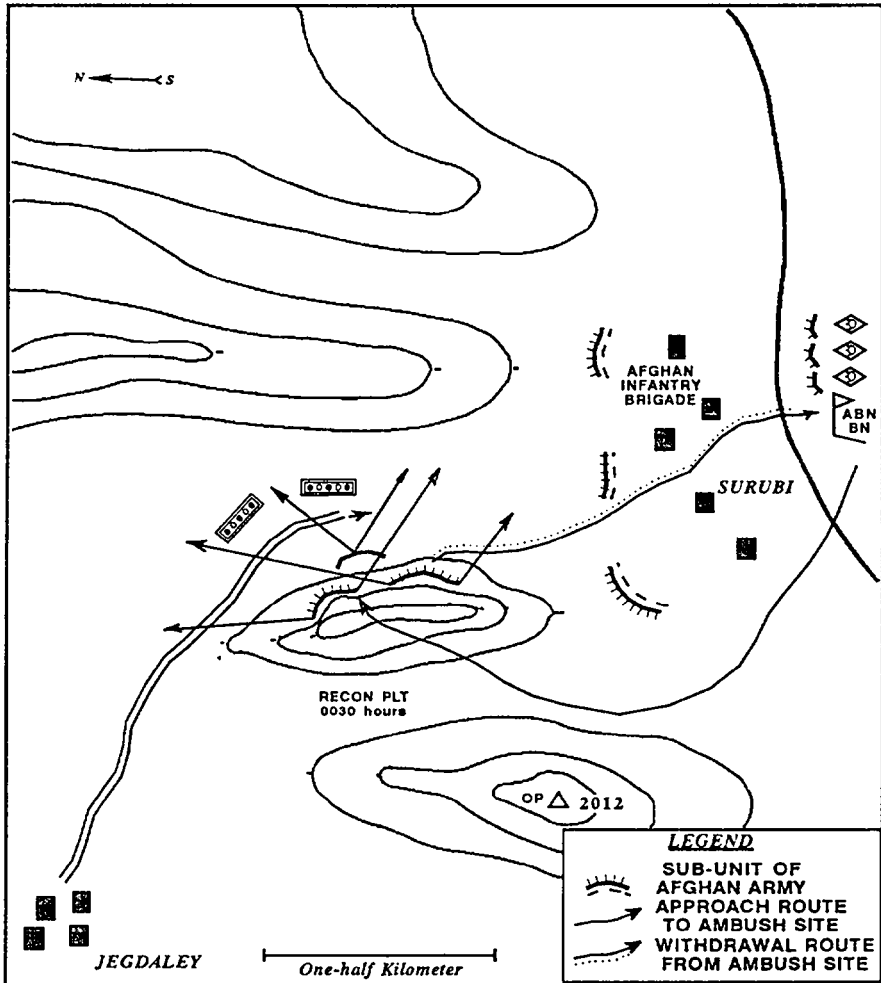 N S
AFGHAN
INFANTRY
BRIGADE
ABN
BN
SURUBI
RECON PLT
0030 hours
OP 2012
LEGEND
SUB-UNIT OF
AFGHAN ARMY
APPROACH ROUTE
TO AMBUSH SITE
WITHDRAWAL ROUTE
FROM AMBUSH SITE
JEGDALEY
One-half Kilometer